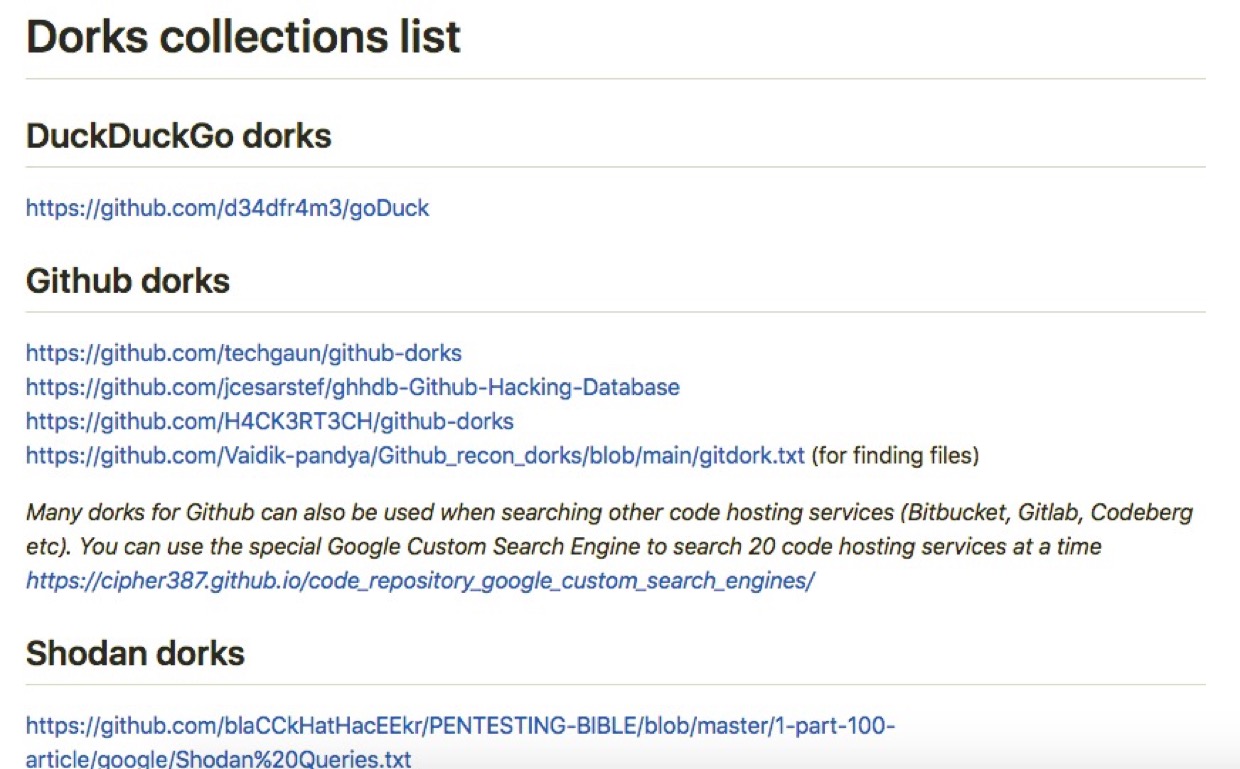 Dorks collections list
DuckDuckGo dorks
https://github.com/d34dfr4m3/goDuck
Github dorks
https://github.com/techgaun/github-dorks
https://github.com/jcesarstef/ghhdb-Github-Hacking-Database
https://github.com/H4CK3RT3CH/github-dorks
https://github.com/Vaidik-pandya/Github_recon_dorks/blob/main/gitdork.txt (for finding files)
Many dorks for Github can also be used when searching other code hosting services (Bitbucket, Gitlab, Codeberg
etc). You can use the special Google Custom Search Engine to search 20 code hosting services at a time
https://cipher387.github.io/code_repository_google_custom_search_engines/
Shodan dorks
https://github.com/blaCCkHatHacEEkr/PENTESTING-BIBLE/blob/master/1-part-100-
article/google/Shodan%20Queries.txt